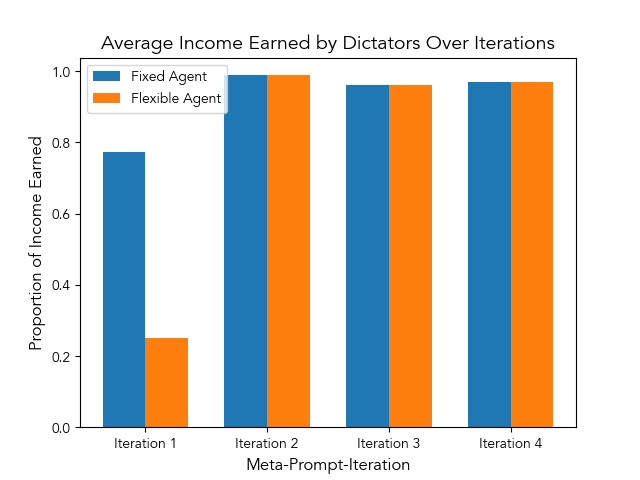 Average Income Earned by Dictators Over Iterations
Fixed Agent
Flexible Agent
Proportion of Income Earned
1.0
0.8
0.6
0.4
0.2
0.0
Iteration 1
Iteration 2
Iteration 3
Iteration 4
Meta-Prompt-Iteration